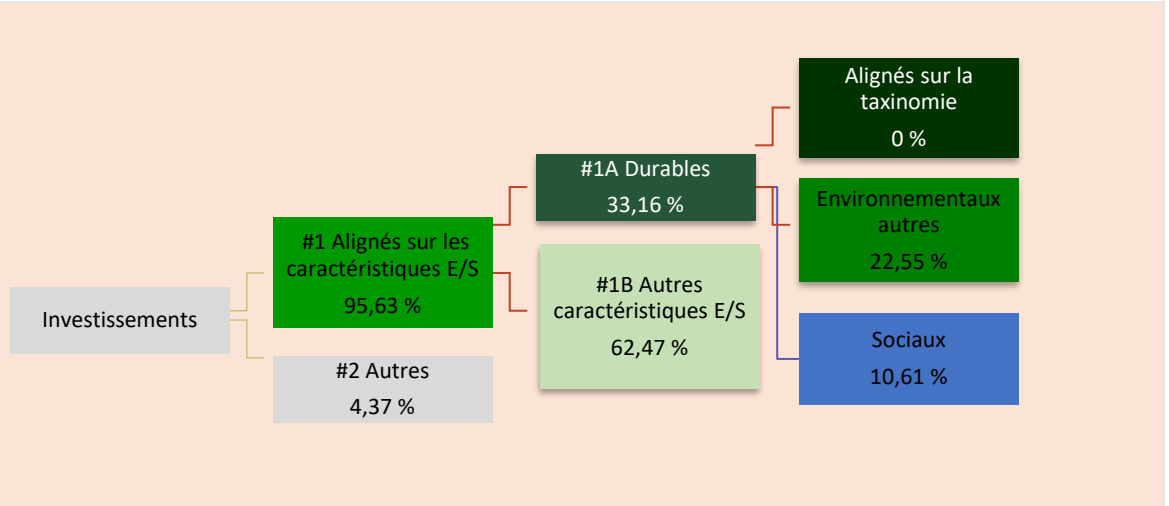 Investissements
#1 Alignés sur les
caractéristiques E/S
95,63 %
#2 Autres
4,37 %
#1A Durables
33,16 %
#1B Autres
caractéristiques E/S
62,47 %
Alignés sur la
taxinomie
0 %
Environnementaux
autres
22,55 %
Sociaux
10,61 %